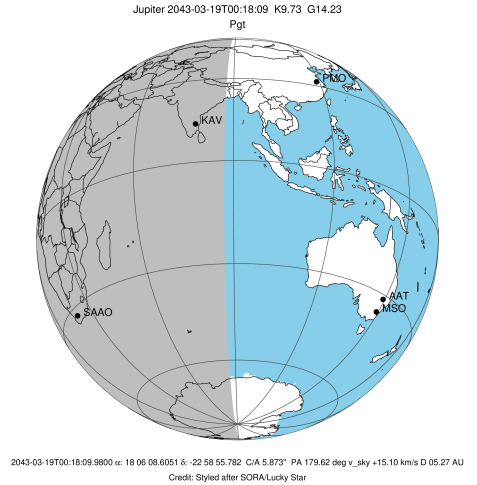 Jupiter 2043-03-19T00:18:09 K9.73 G14.23
Pgt
PMO
KAV
AAT
MSO
SAAO
2043-03-19T00:18:09.9800 α: 18 06 08.6051 δ: -22 58 55.782 C/A 5.873" PA 179.62 deg v_sky +15.10 km/s D 05.27 AU
Credit: Styled after SORA/Lucky Star